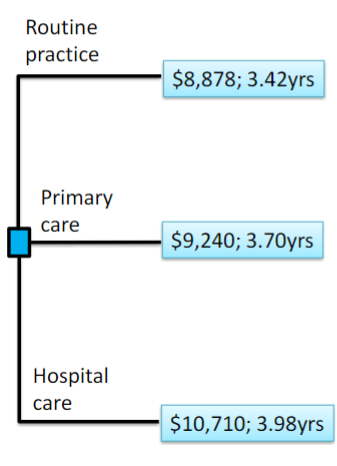 Routine
practice
$8,878; 3.42yrs
Primary
care
$9,240; 3.70yrs
Hospital
care
$10,710; 3.98yrs